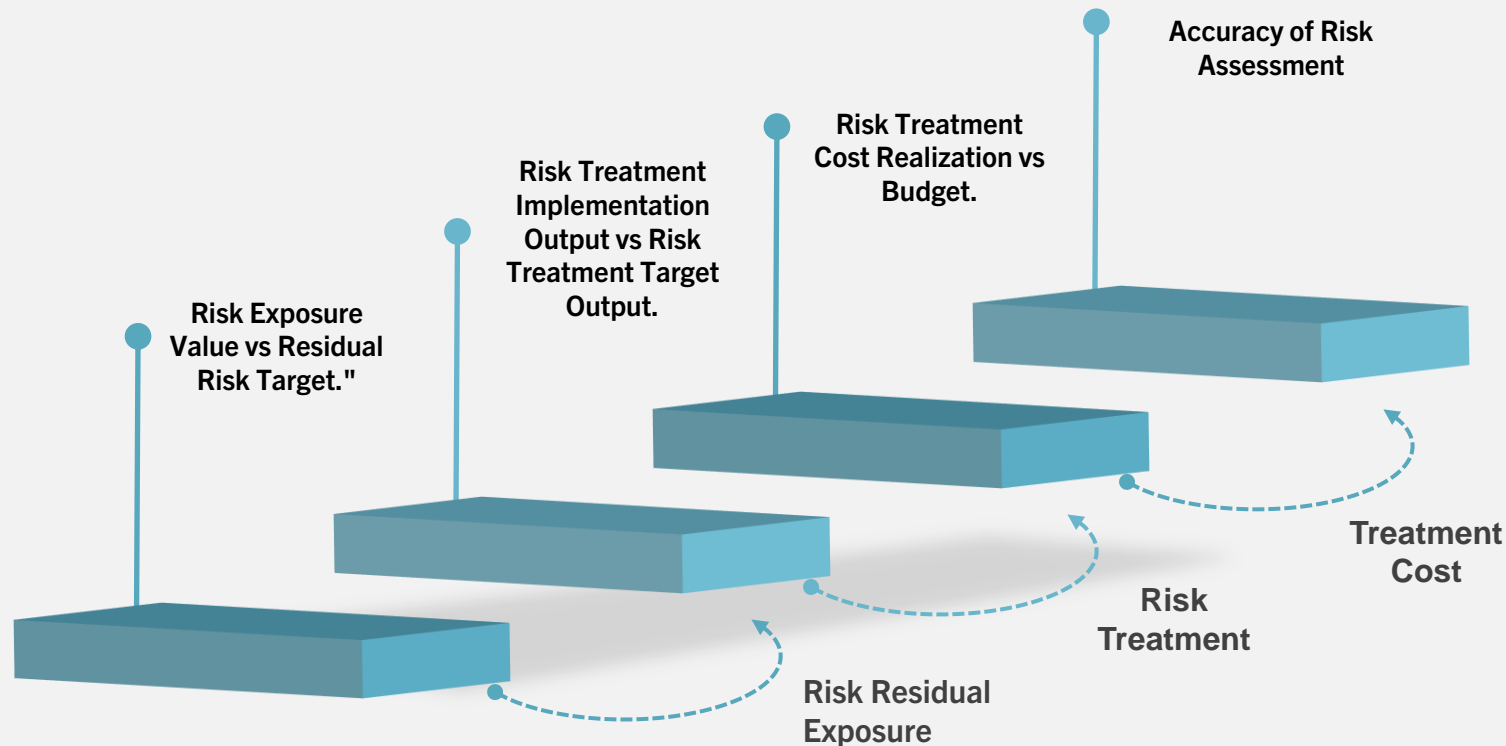 Accuracy of Risk
Assessment
Risk Treatment
Cost Realization vs
Budget.
Risk Treatment
Implementation
Output vs Risk
Treatment Target
Output.
Risk Exposure
Value vs Residual
Risk Target."
Treatment
Cost
Risk
Treatment
Risk Residual
Exposure